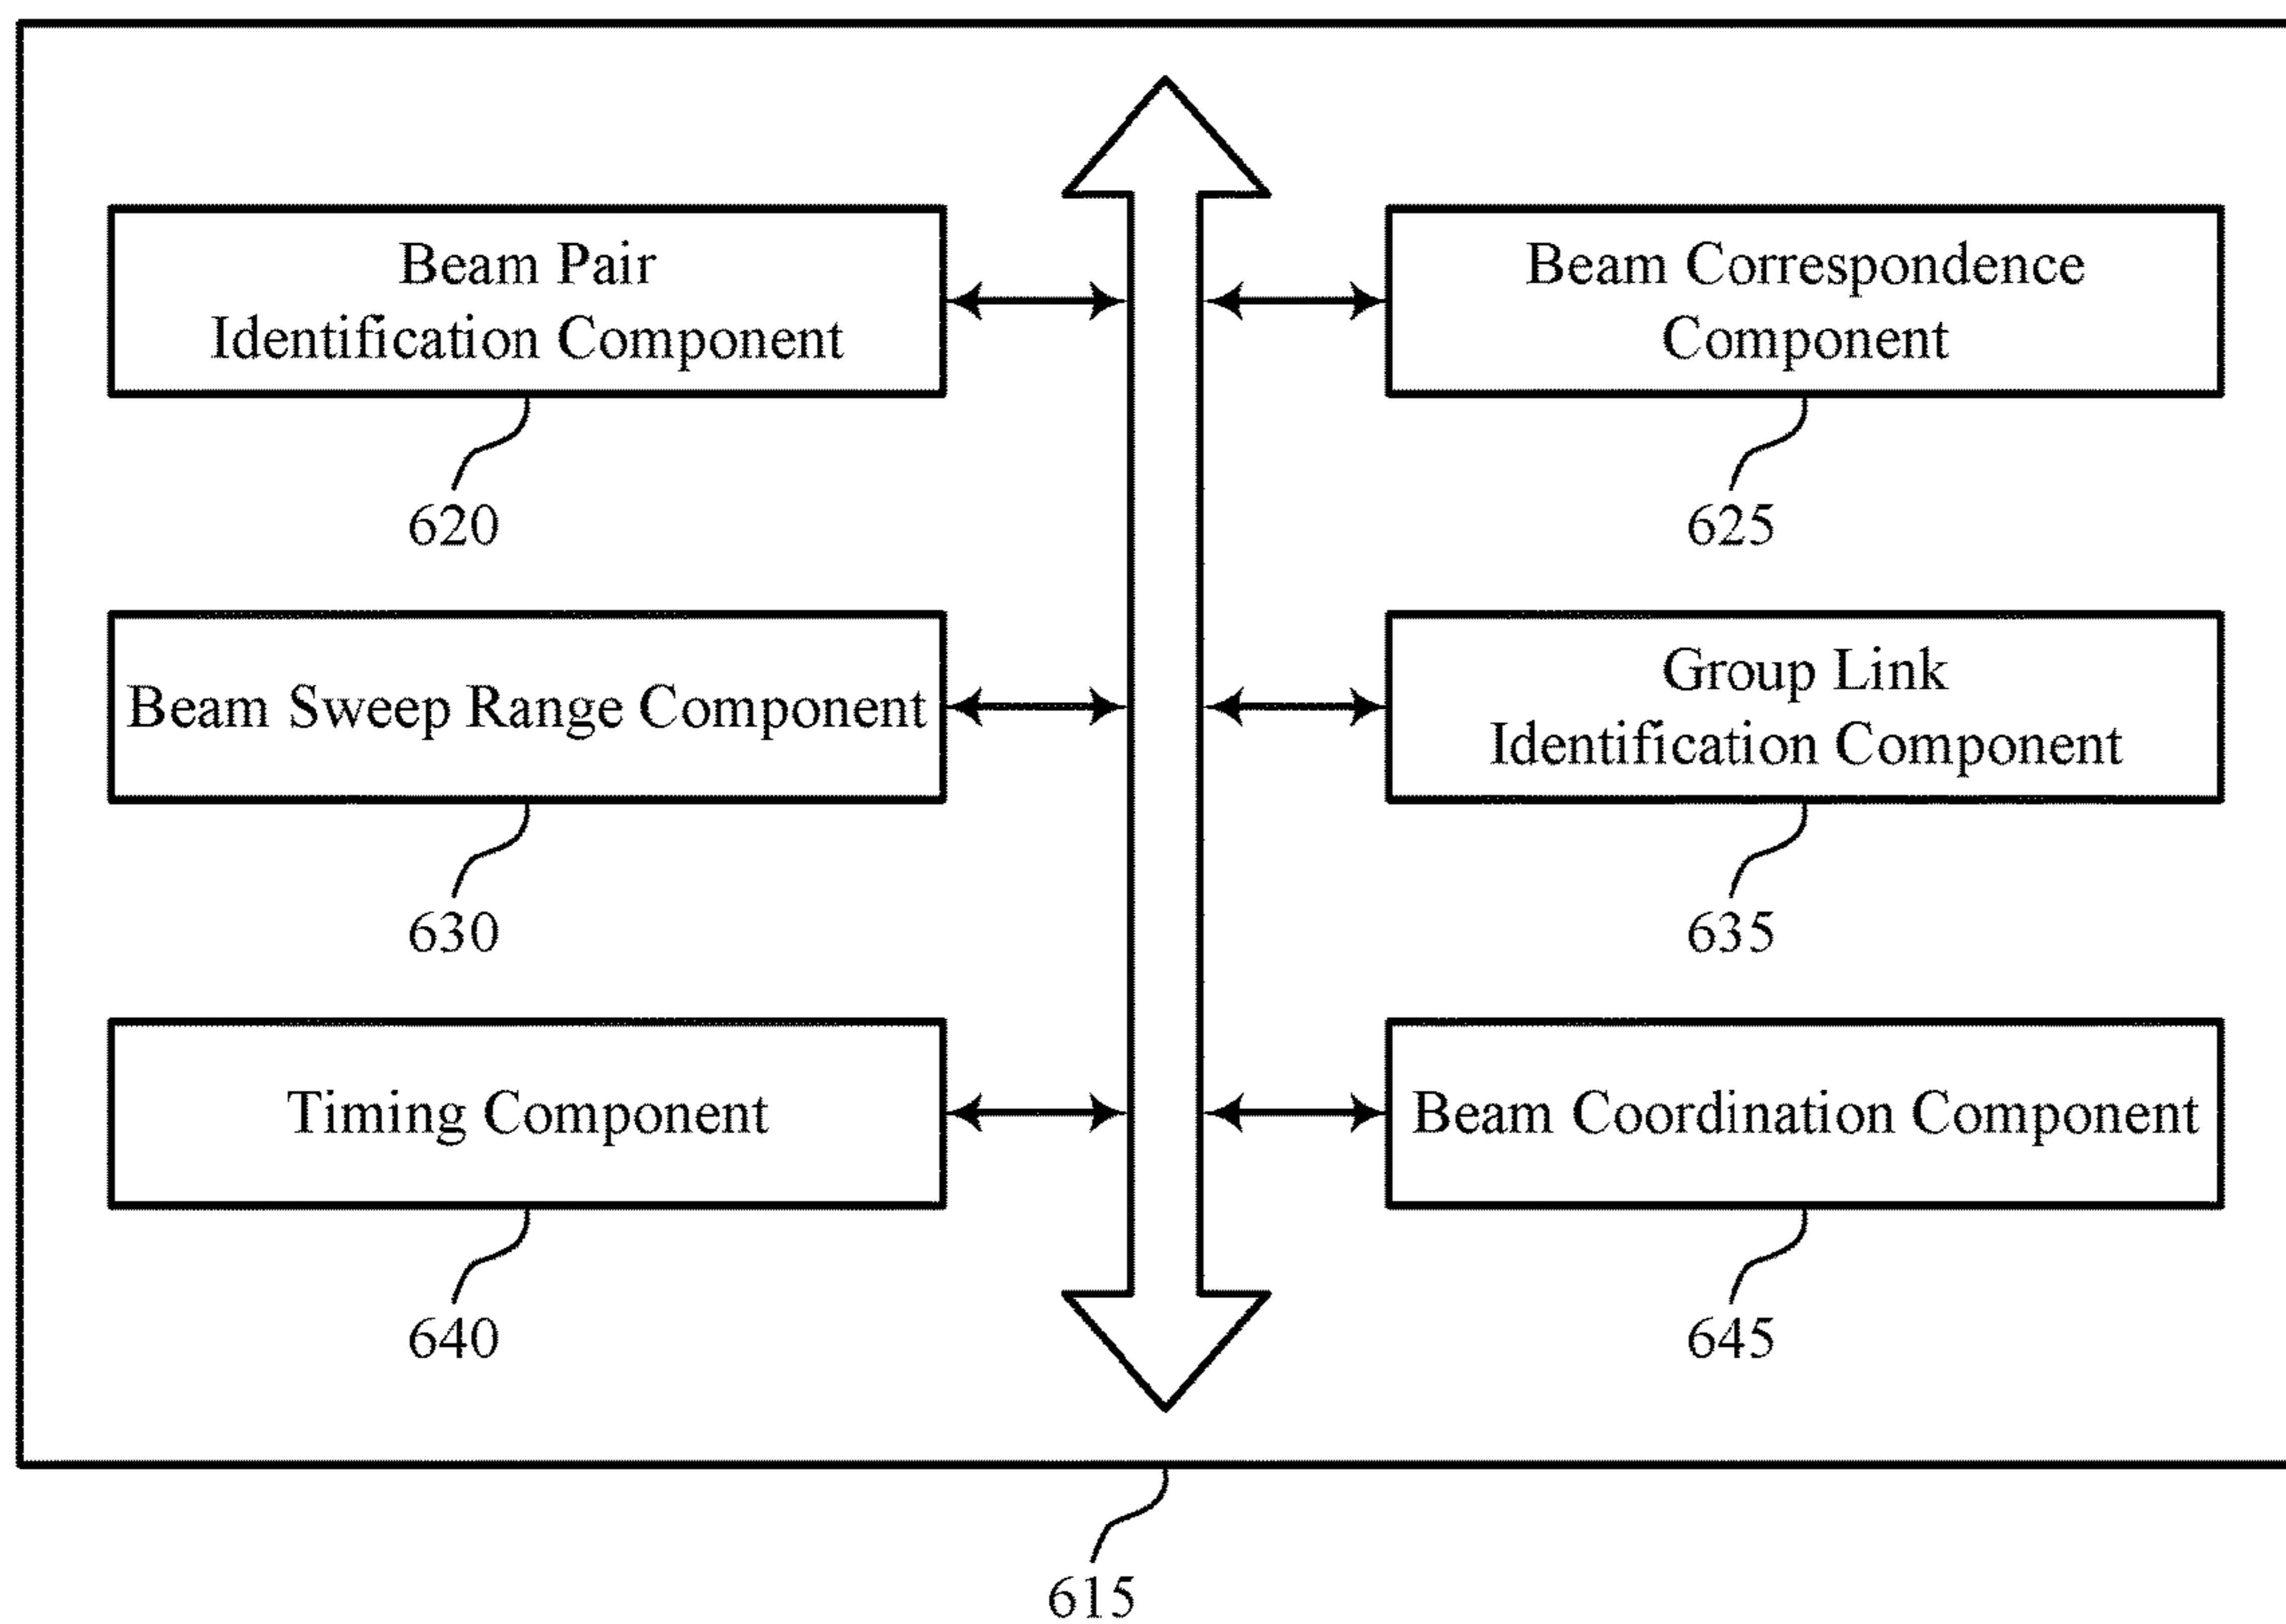 Beam Pair
Identification Component
620
Beam Correspondence
Component
625
Beam Sweep Range Component
630
Group Link
Identification Component
635
Timing Component
640
Beam Coordination Component
645
615